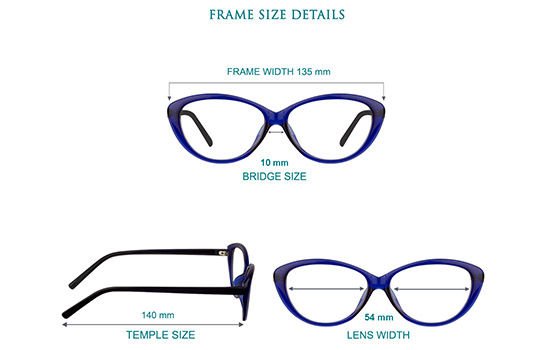 FRAME SIZE DETAILS
FRAME WIDTH 135 mm
10 mm
BRIDGE SIZE
140 mm
TEMPLE SIZE
54 mm
LENS WIDTH